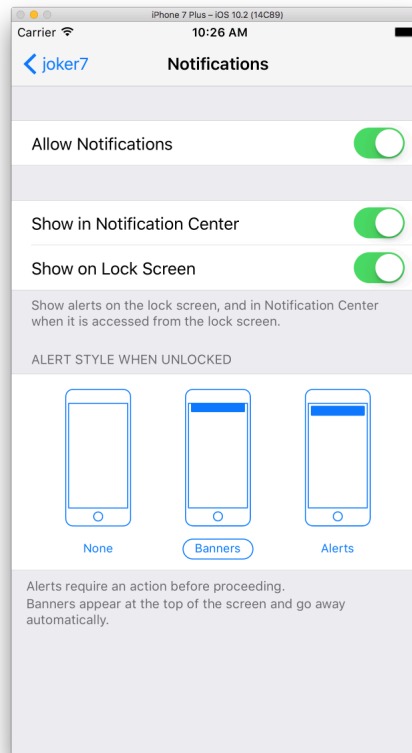 iPhone 7 Plus – iOS 10.2 (14C89)
Carrier 10:26 AM
joker7 Notifications
Allow Notifications
Show in Notification Center
Show on Lock Screen
Show alerts on the lock screen, and in Notification Center
when it is accessed from the lock screen.
ALERT STYLE WHEN UNLOCKED
None Banners Alerts
Alerts require an action before proceeding.
Banners appear at the top of the screen and go away
automatically.